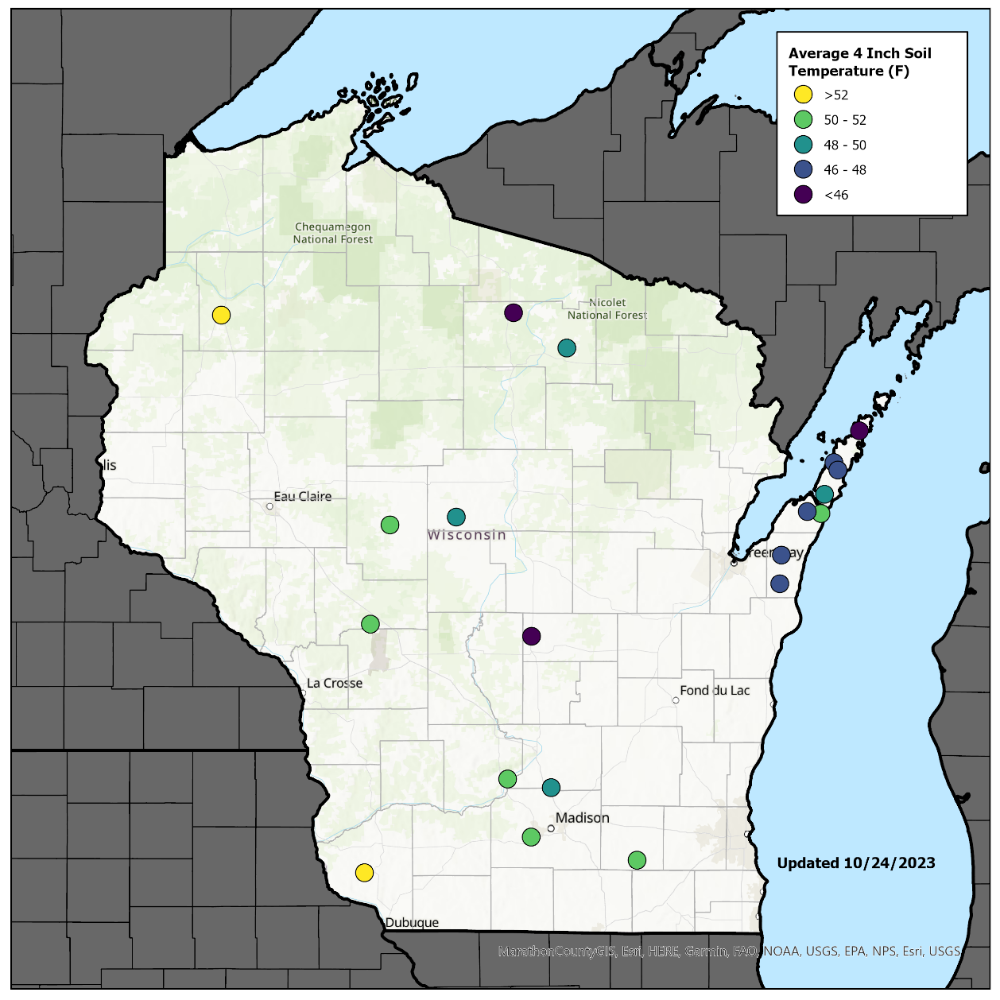 Average 4 Inch Soil
Temperature (F)
>52
50 - 52
48 - 50
46 - 48
<46
Chequamegon
National Forest
Nicolet
National Forest
lis
Eau Claire
Wisconsin
reen Bay
La Crosse
Fond du Lac
Madison
Updated 10/24/2023
Dubuque
MarathonCountyGIS, Esri, HERE, Garmin, FAO, NOAA, USGS, EPA, NPS, Esri, USGS